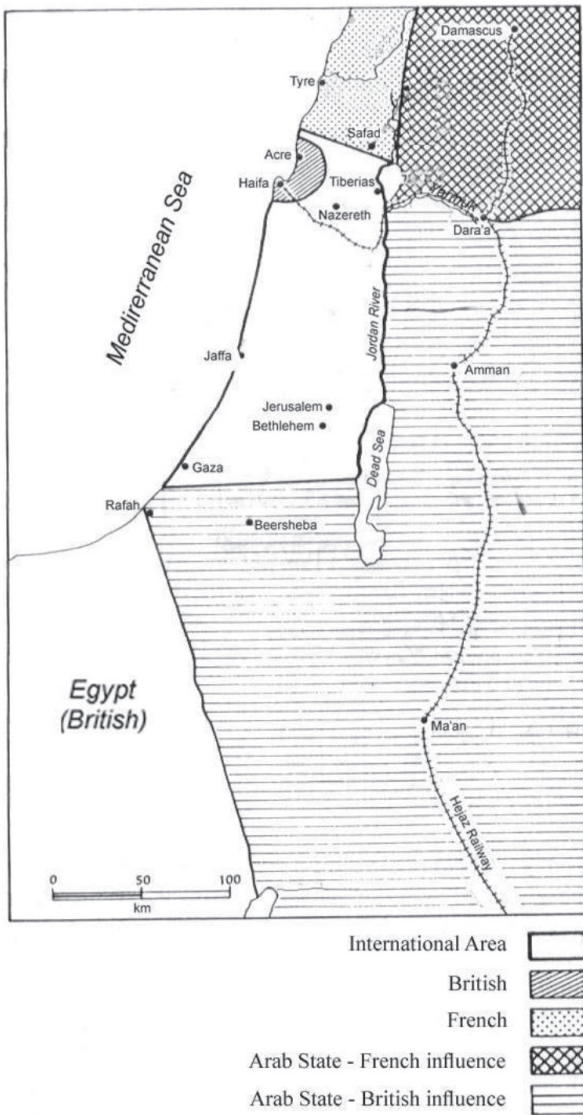 Damascus
Tyre
Safad
Acre
Haifa
Tiberias
Nazereth
Yarmuk
Dara'a
Medirerranean Sea
Jordan River
Jaffa
Amman
Jerusalem
Bethlehem
Dead Sea
Gaza
Rafah
Beersheba
Egypt
(British)
Ma'an
Hejaz Railway
0 50 100
km
International Area
British
French
Arab State - French influence
Arab State - British influence